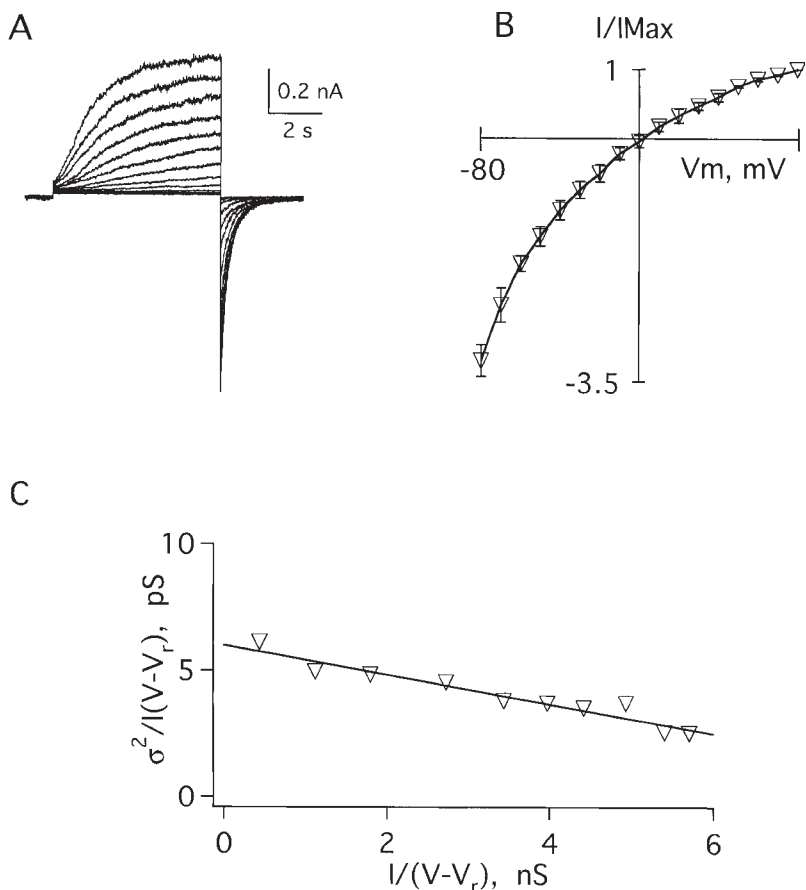 A
0.2 nA
2 s
B
I/IMax
1
-80
Vm, mV
-3.5
C
10
5
0
σ²/I(V-Vᵣ), pS
0
2
4
6
I/(V-Vᵣ), nS